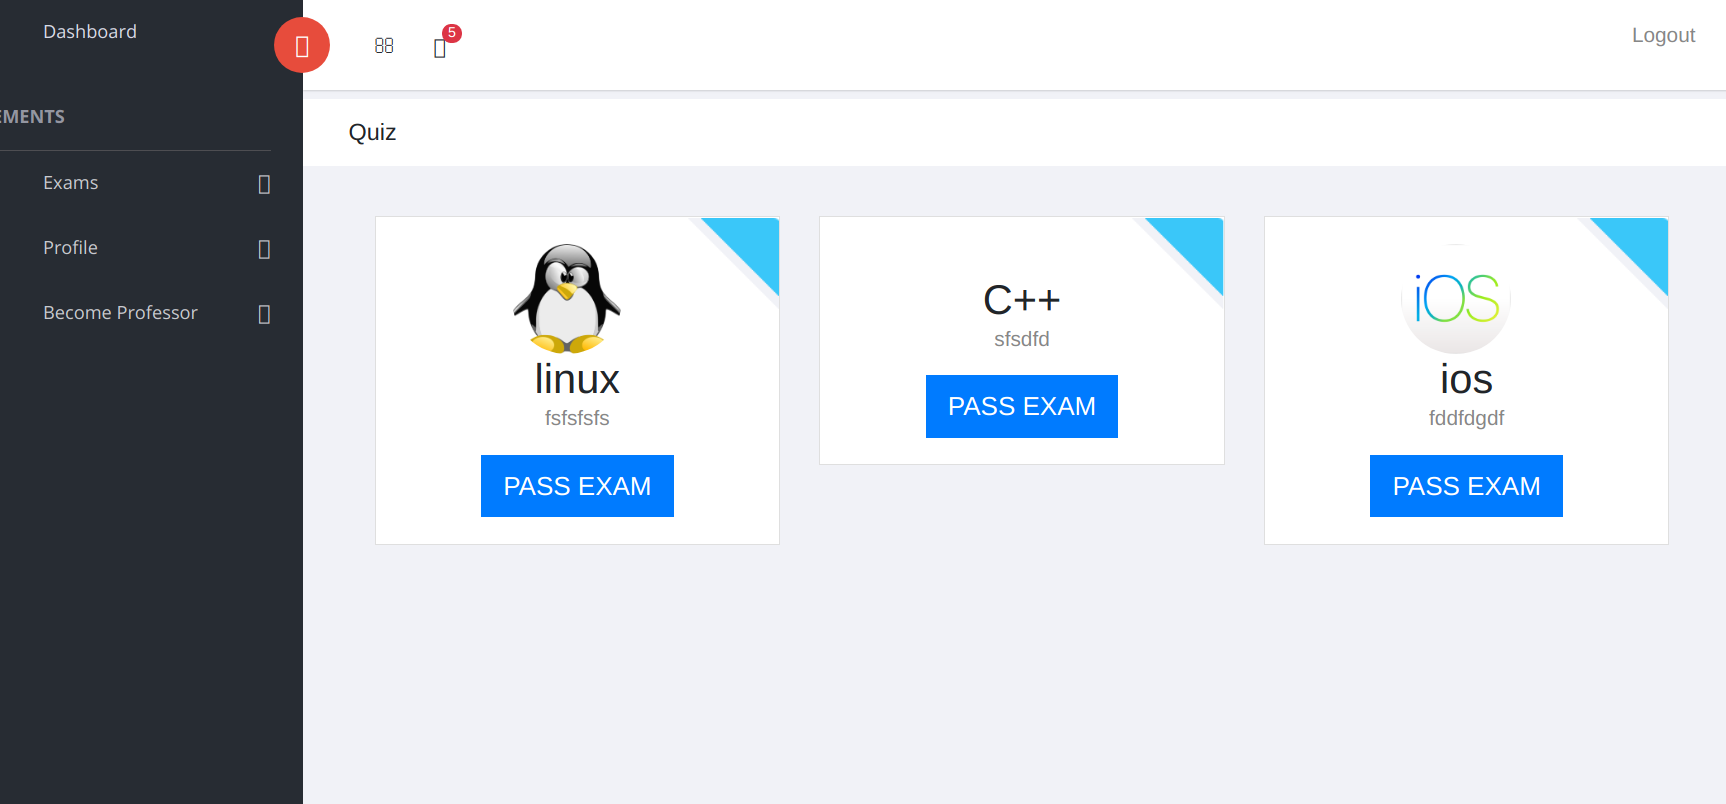 Dashboard
5
Logout
EMENTS
Quiz
Exams
Profile
Become Professor
linux
fsfsfsfs
PASS EXAM
C++
sfsdfd
PASS EXAM
iOS
ios
fddfdgdf
PASS EXAM